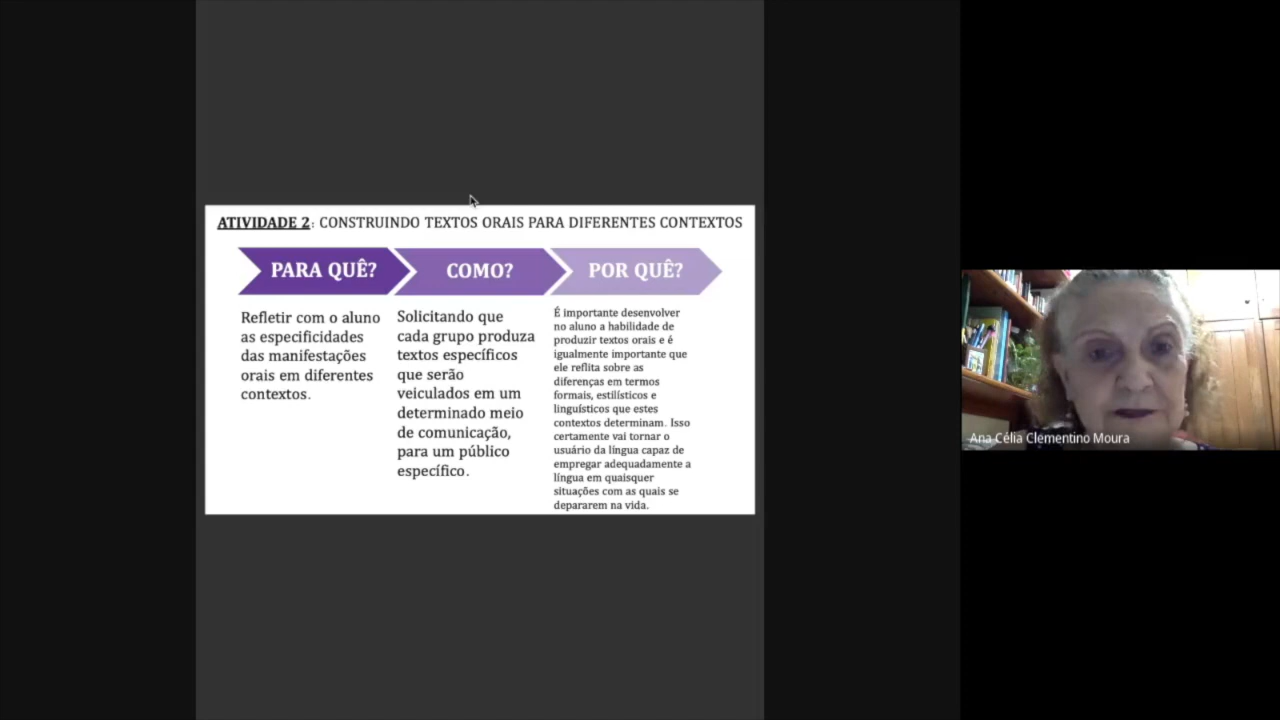 ATIVIDADE 2: CONSTRUINDO TEXTOS ORAIS PARA DIFERENTES CONTEXTOS
PARA QUÊ?
Refletir com o aluno
as especificidades
das manifestações
orais em diferentes
contextos.
COMO?
Solicitando que
cada grupo produza
textos específicos
que serão
veiculados em um
determinado meio
de comunicação,
para um público
específico.
POR QUÊ?
É importante desenvolver
no aluno a habilidade de
produzir textos orais e é
igualmente importante que
ele reflita sobre as
diferenças em termos
formais, estilísticos e
linguísticos que estes
contextos determinam. Isso
certamente vai tornar o
usuário da língua capaz de
empregar adequadamente a
língua em quaisquer
situações com as quais se
depararem na vida.
Ana Célia Clementino Moura